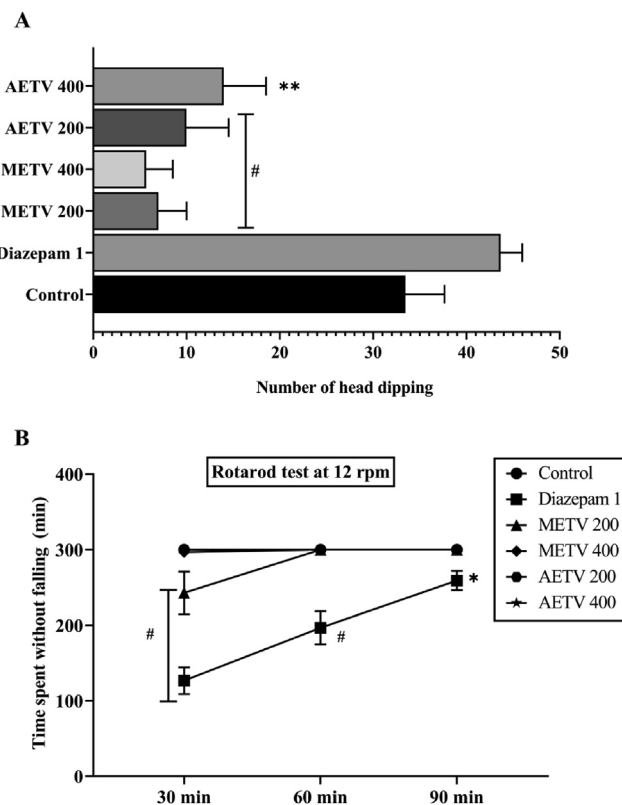 A
AETV 400
**
AETV 200
METV 400
#
METV 200
Diazepam 1
Control
0 10 20 30 40 50
Number of head dipping
B
Rotarod test at 12 rpm
400
300
200
100
0
Time spent without falling (min)
#
#
*
30 min 60 min 90 min
Control
Diazepam 1
METV 200
METV 400
AETV 200
AETV 400